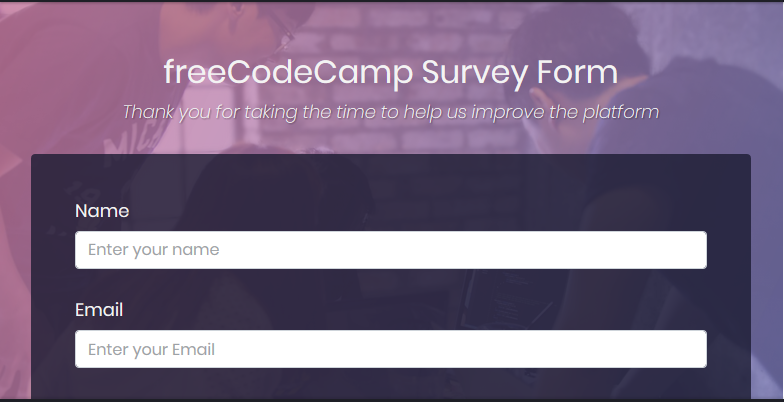 freeCodeCamp Survey Form
Thank you for taking the time to help us improve the platform
Name
Enter your name
Email
Enter your Email